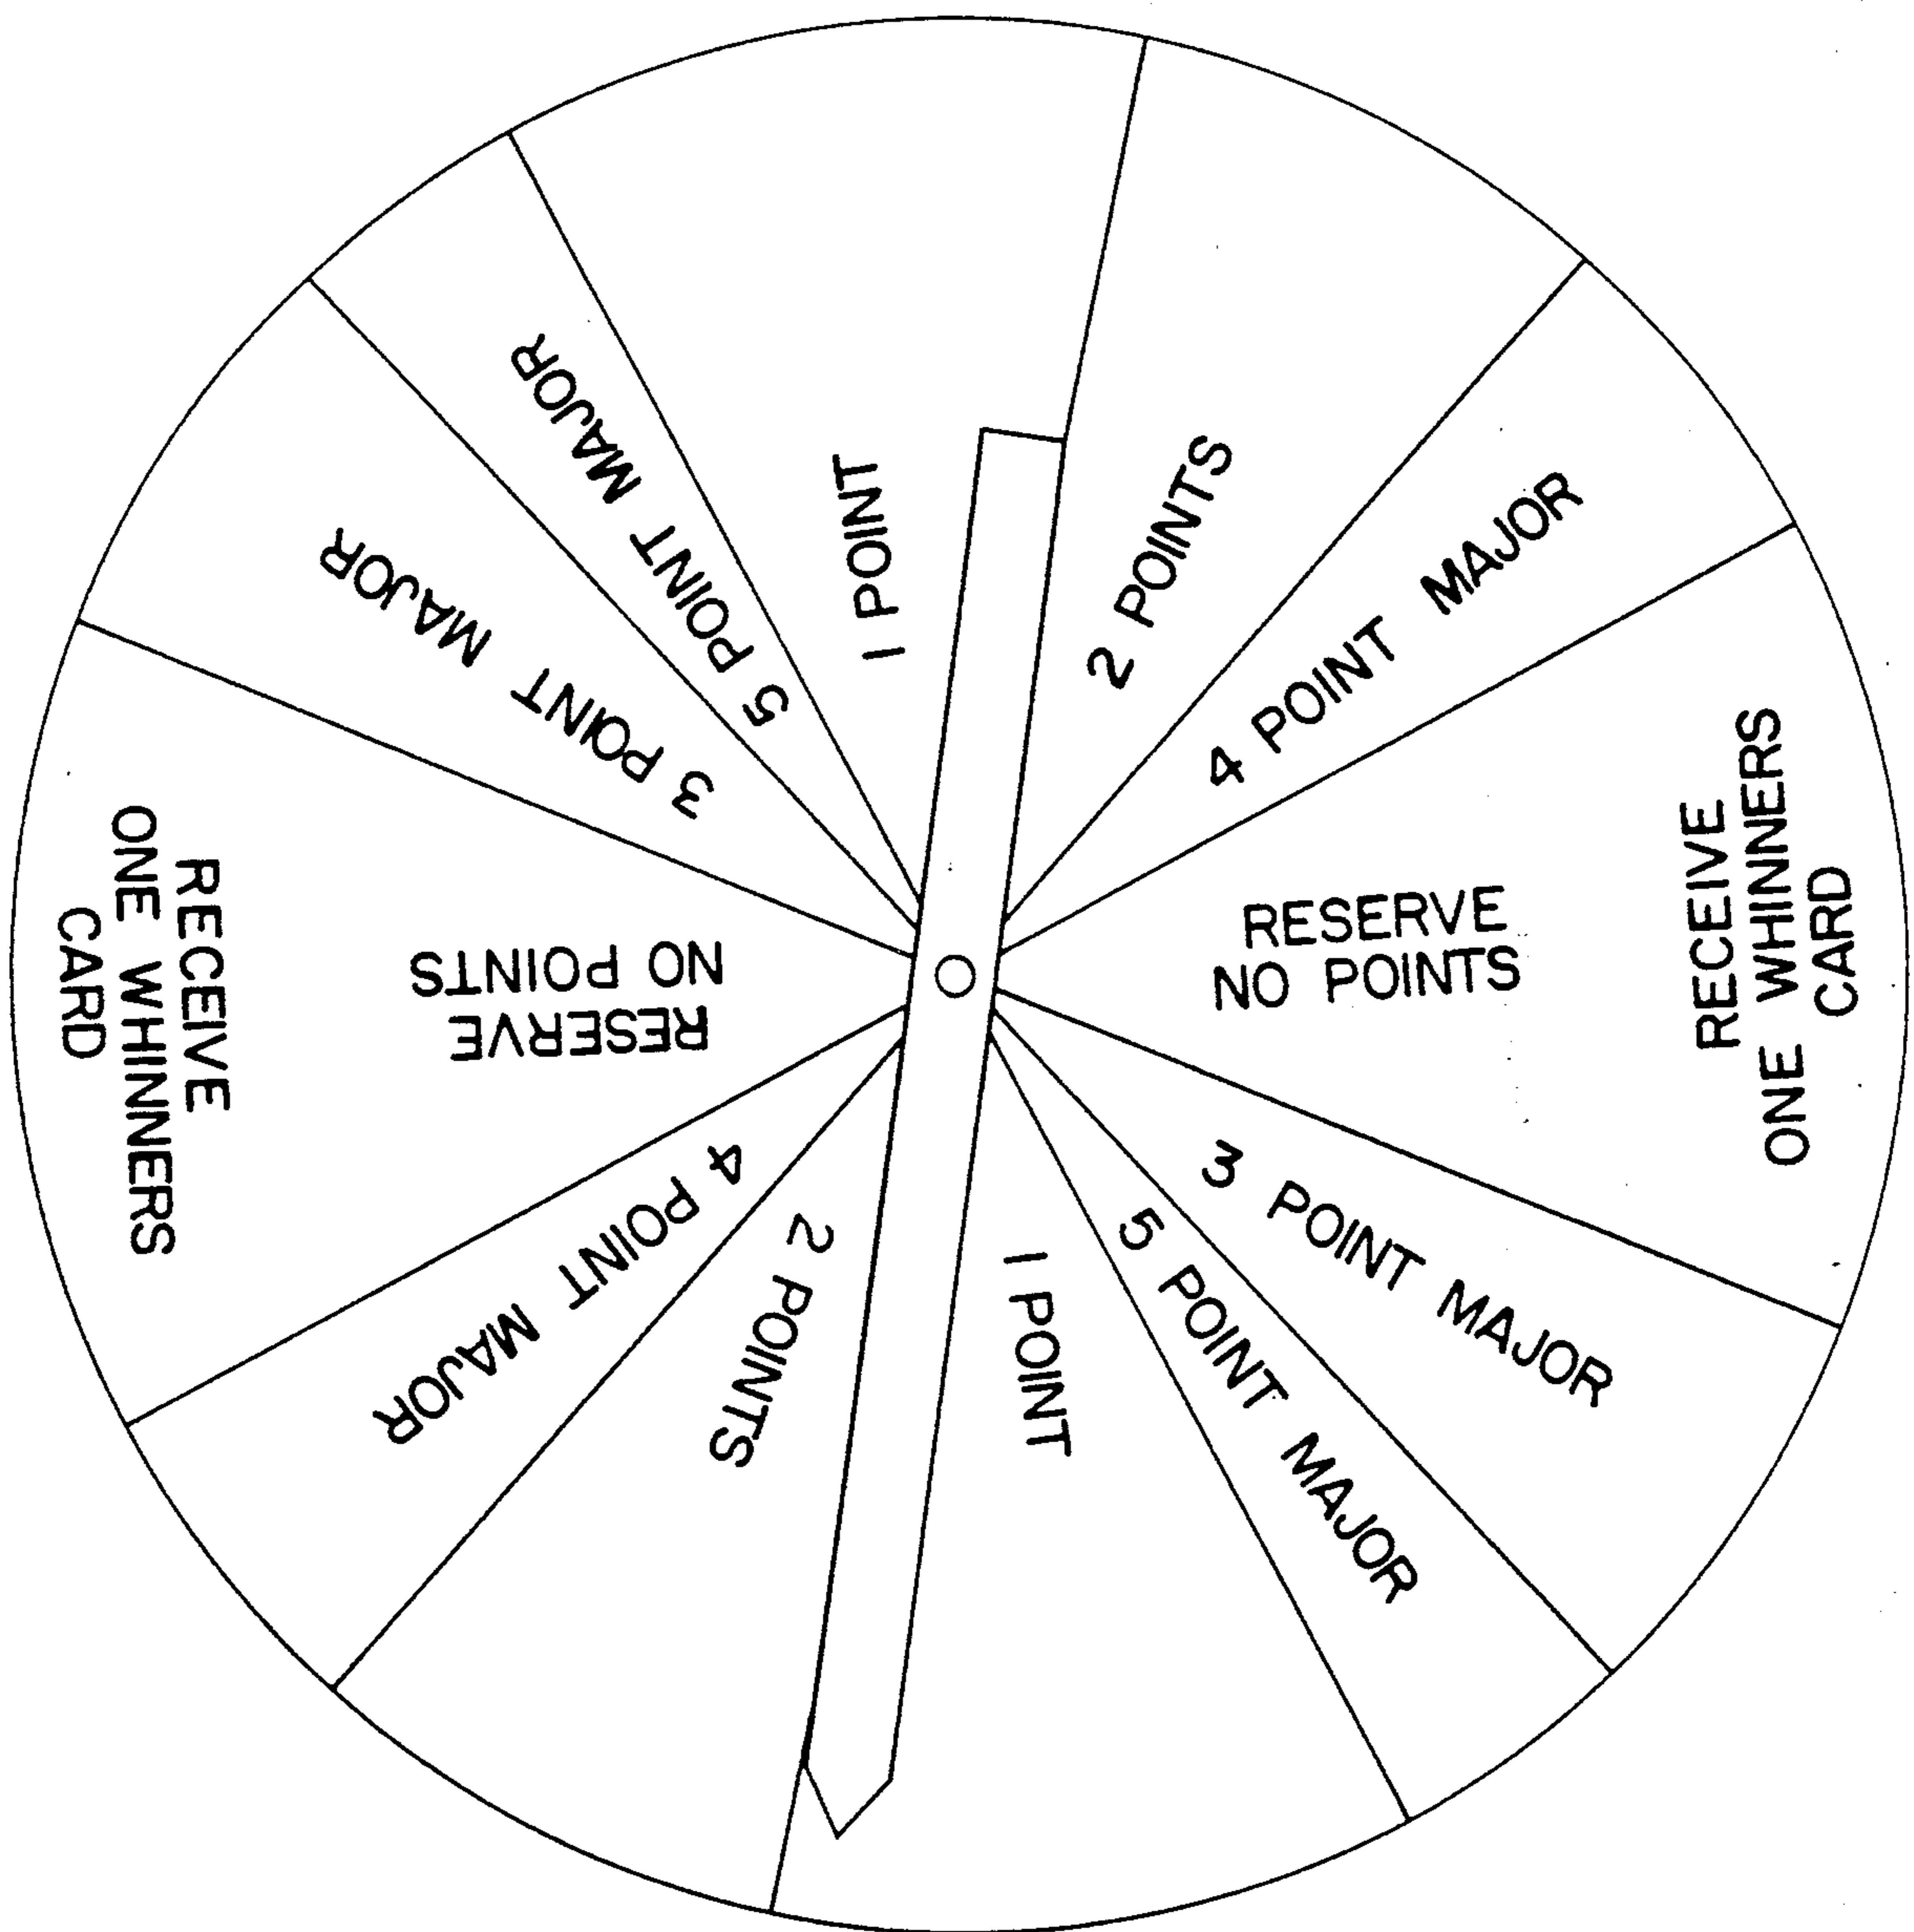 1 POINT
2 POINTS
4 POINT MAJOR
RESERVE
NO POINTS
RECEIVE
ONE WHINNERS
CARD
3 POINT MAJOR
5 POINT MAJOR
1 POINT
2 POINTS
4 POINT MAJOR
RESERVE
NO POINTS
RECEIVE
ONE WHINNERS
CARD
3 POINT MAJOR
5 POINT MAJOR